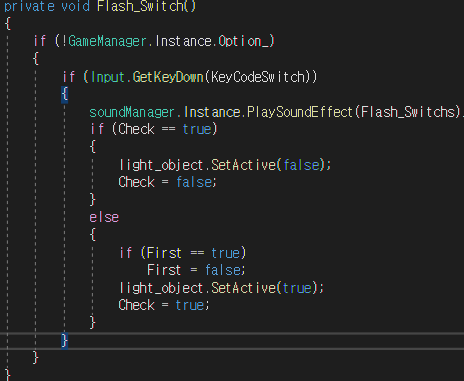 private void Flash_Switch()
{
if (!GameManager.Instance.Option_)
{
if (Input.GetKeyDown(KeyCodeSwitch))
{
soundManager.Instance.PlaySoundEffect(Flash_Switchs)
if (Check == true)
{
light_object.SetActive(false);
Check = false;
}
else
{
if (First == true)
First = false;
light_object.SetActive(true);
Check = true;
}
}
}
}